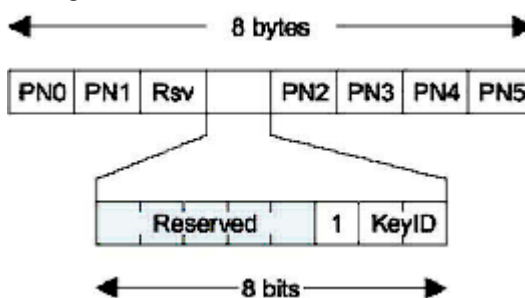 8 bytes
PN0 PN1 Rsv PN2 PN3 PN4 PN5
Reserved 1 KeyID
8 bits